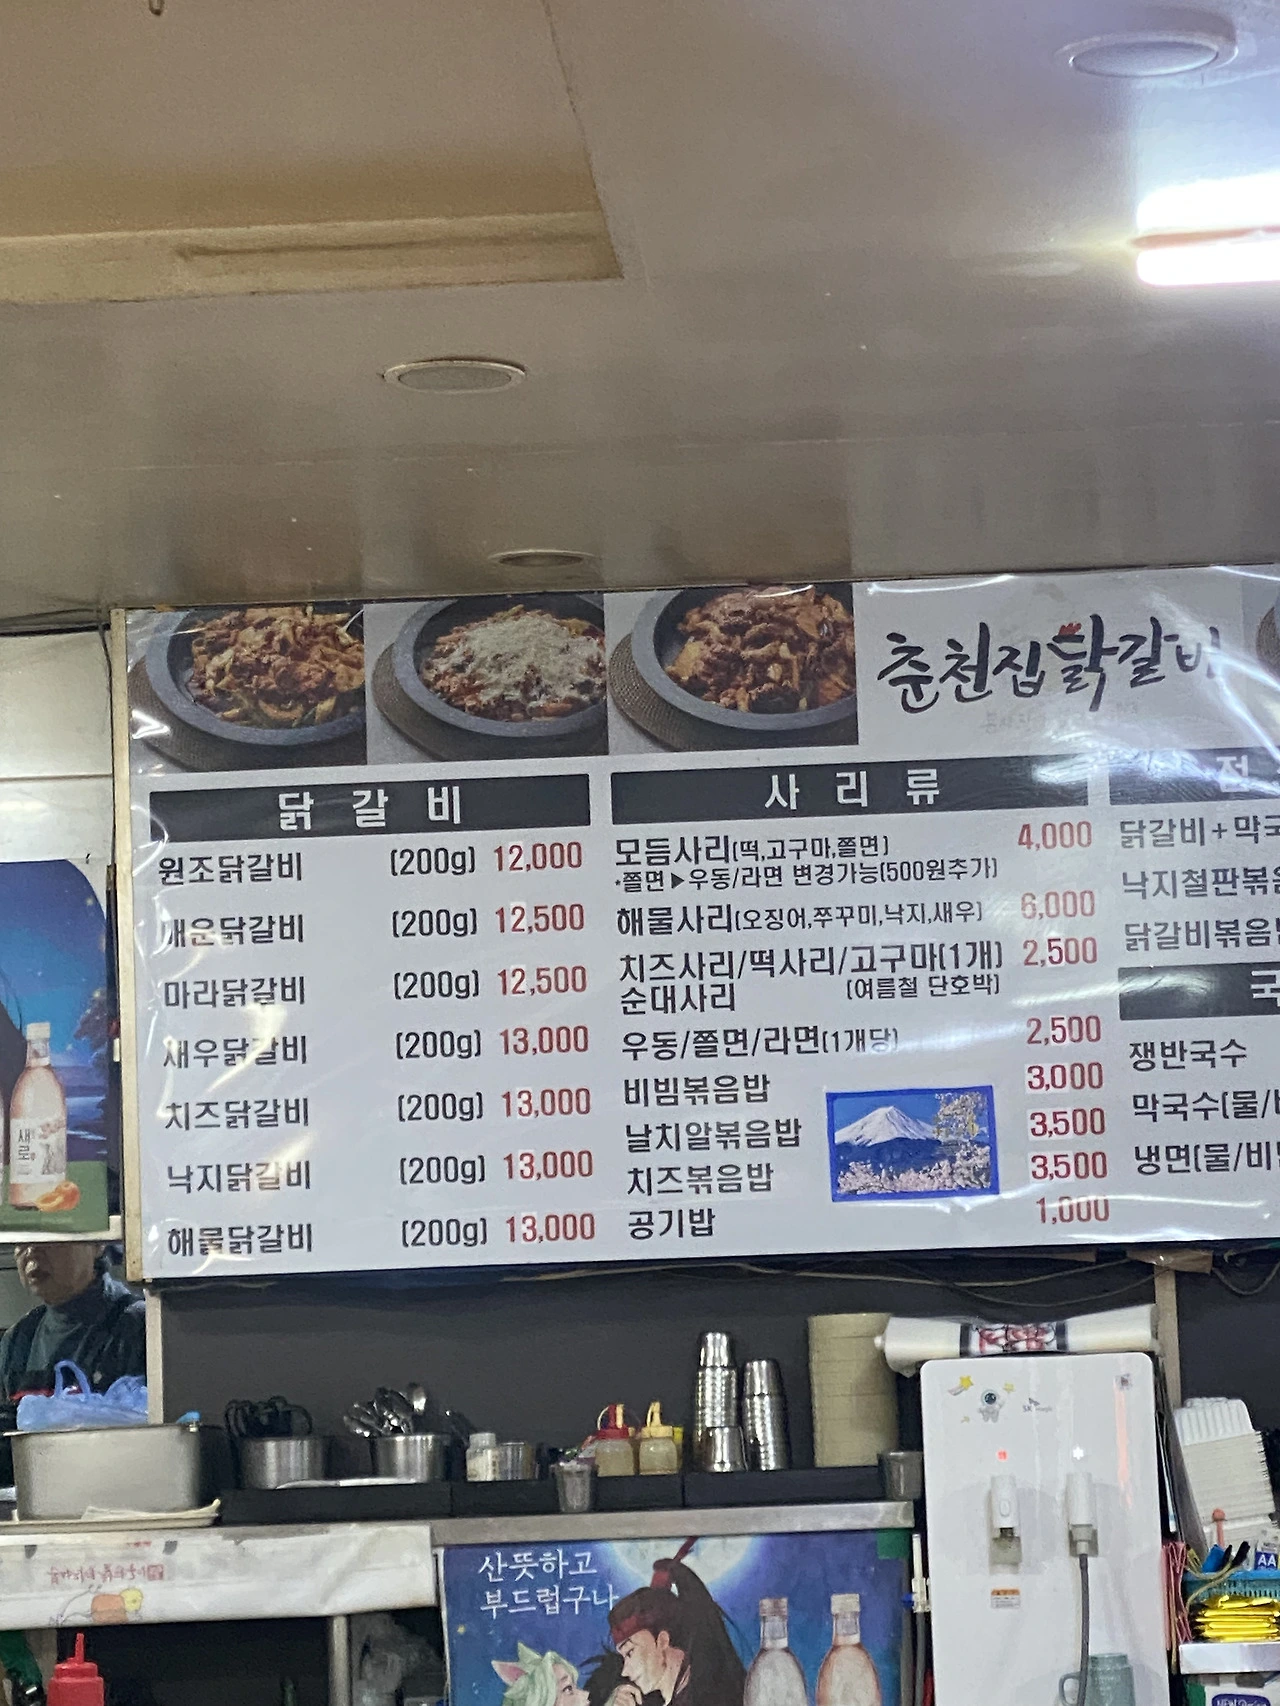 춘천집닭갈비
닭 갈 비
원조닭갈비 (200g) 12,000
매운닭갈비 (200g) 12,500
마라닭갈비 (200g) 12,500
새우닭갈비 (200g) 13,000
치즈닭갈비 (200g) 13,000
낙지닭갈비 (200g) 13,000
해물닭갈비 (200g) 13,000
사 리 류
모듬사리(떡,고구마,쫄면) 4,000
*쫄면▶우동/라면 변경가능(500원추가)
해물사리(오징어,쭈꾸미,낙지,새우) 6,000
치즈사리/떡사리/고구마(1개) 2,500
순대사리 (여름철 단호박)
우동/쫄면/라면(1개당) 2,500
비빔볶음밥 3,000
날치알볶음밥 3,500
치즈볶음밥 3,500
공기밥 1,000
전
닭갈비+막국
낙지철판볶음
닭갈비볶음
국
쟁반국수
막국수(물/비
냉면(물/비
새로
SK
산뜻하고
부드럽구나
AA